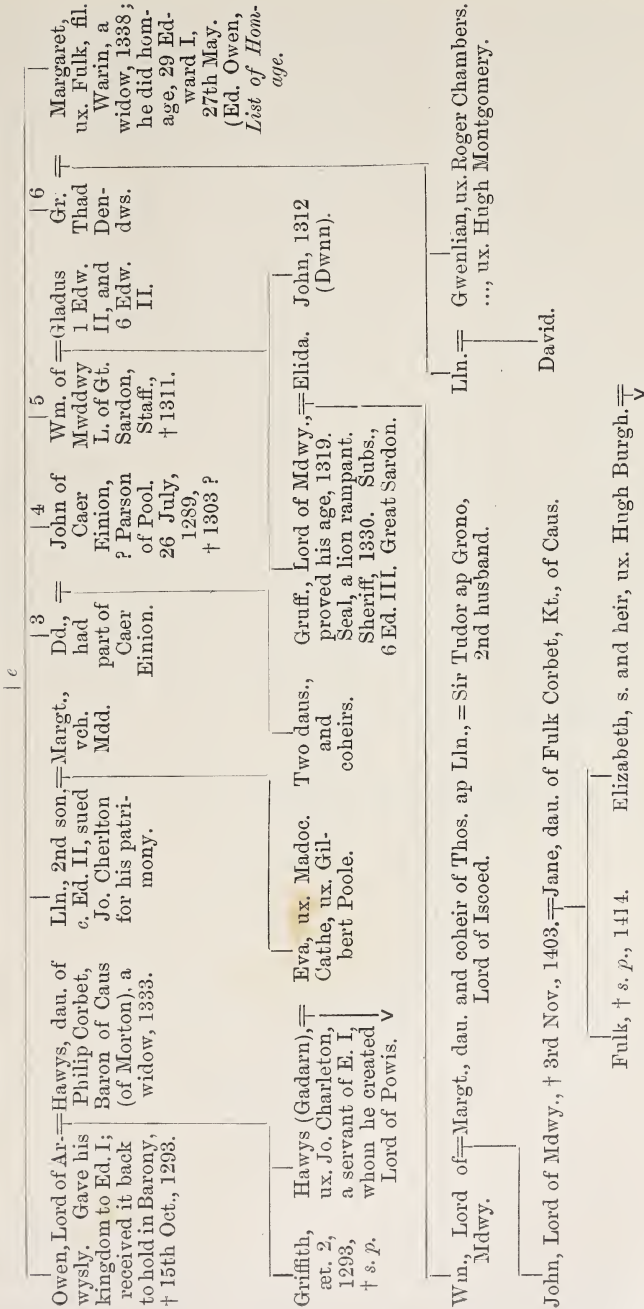 c
Owen, Lord of Ar-
wysly. Gave his
kingdom to Ed. I;
received it back
to hold in Barony,
† 15th Oct., 1293.
Hawys, dau. of
Philip Corbet,
Baron of Caus
(of Morton), a
widow, 1333.
Lln., 2nd son,
c. Ed. II, sued
Jo. Cherlton
for his patri-
mony.
Margt.,
vch.
Mdd.
3
Dd.,
had
part of
Caer
Einion.
4
John of
Caer
Einion,
? Parson
of Pool.
26 July,
1289,
† 1303 ?
5
Wm. of
Mwddwy
L. of Gt.
Sardon,
Staff.,
† 1311.
Gladus
1 Edw.
II, and
6 Edw.
II.
6
Gr.
Thad
Den-
dws.
Margaret,
ux. Fulk, fil.
Warin, a
widow, 1338;
he did hom-
age, 29 Ed-
ward I,
27th May.
(Ed. Owen,
List of Hom-
age.
Griffith,
æt. 2,
1293,
† s. p.
Hawys (Gadarn),
ux. Jo. Charleton,
a servant of E. I,
whom he created
Lord of Powis.
Eva, ux. Madoc.
Cathe, ux. Gil-
bert Poole.
Two daus.,
and
coheirs.
Gruff., Lord of Mdwy.,
proved his age, 1319.
Seal, a lion rampant.
Sheriff, 1330. Subs.,
6 Ed. III. Great Sardon.
Elida.
John, 1312
(Dwnn).
Wm., Lord of
Mdwy.
Margt., dau. and coheir of Thos. ap Lln.,
Lord of Iscoed.
= Sir Tudor ap Grono,
2nd husband.
Lln.
Gwenlian, ux. Roger Chambers.
..., ux. Hugh Montgomery.
David.
John, Lord of Mdwy., † 3rd Nov., 1403.
Jane, dau. of Fulk Corbet, Kt., of Caus.
Fulk, † s. p., 1414.
Elizabeth, s. and heir, ux. Hugh Burgh.